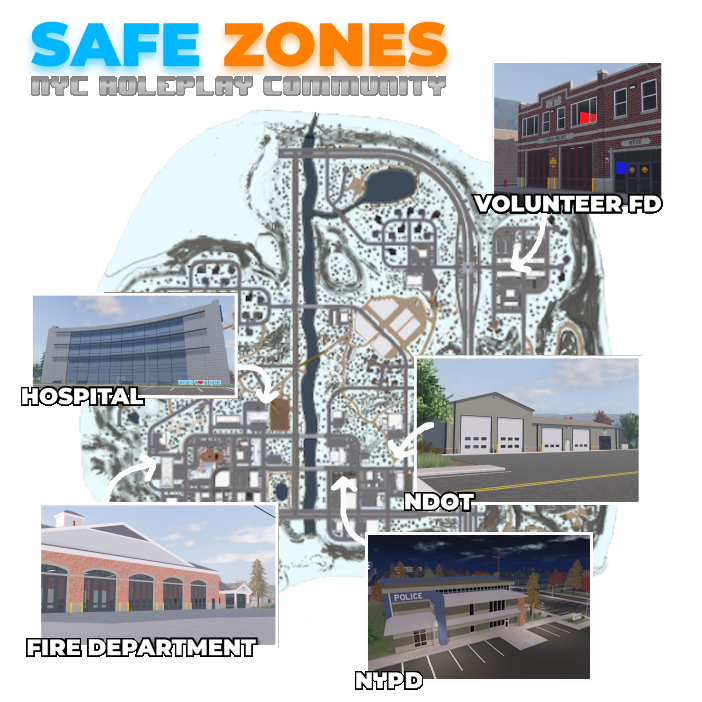 SAFE ZONES
NYC ROLEPLAY COMMUNITY
VOLUNTEER FD
HOSPITAL
NDOT
FIRE DEPARTMENT
POLICE
NYPD